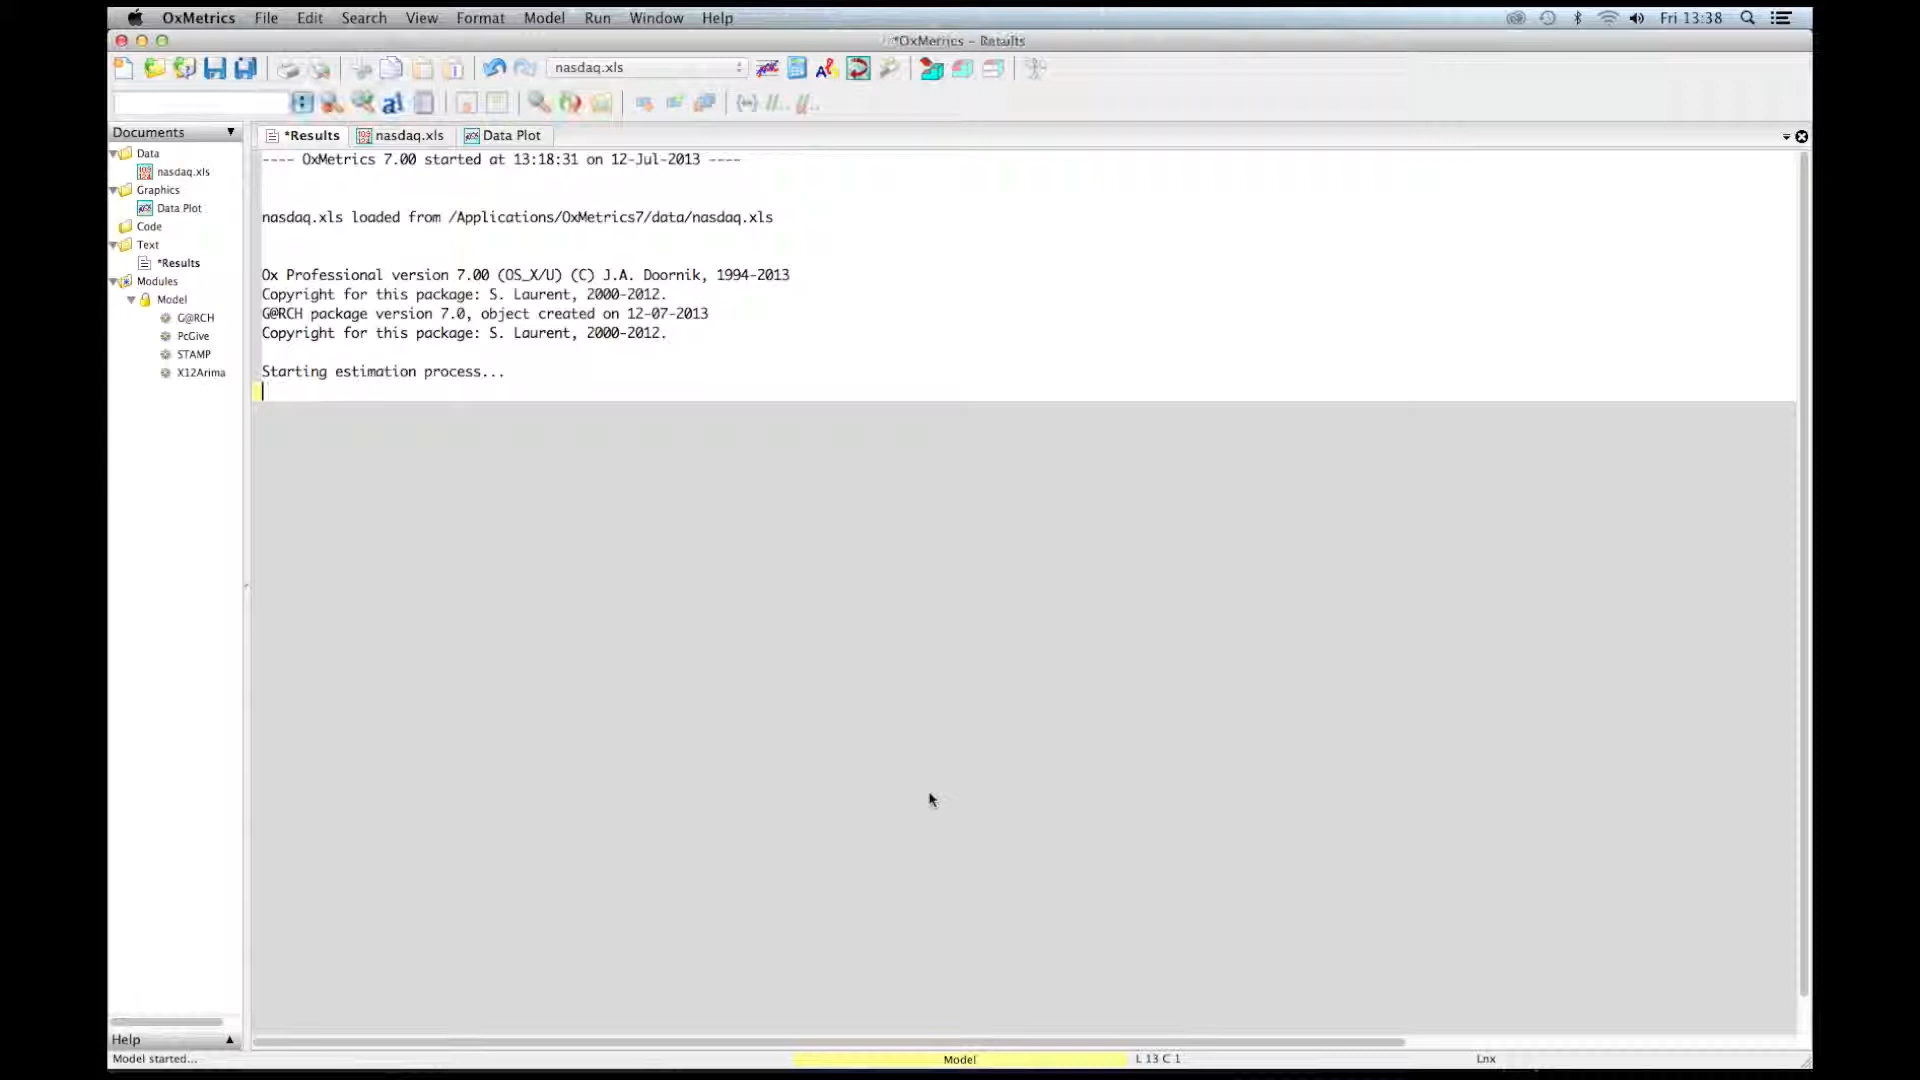 OxMetrics File Edit Search View Format Model Run Window Help Fri 13:38
*OxMetrics - Results
nasdaq.xls
Documents
*Results nasdaq.xls Data Plot
Data
nasdaq.xls
Graphics
Data Plot
Code
Text
*Results
Modules
Model
G@RCH
PcGive
STAMP
X12Arima
---- OxMetrics 7.00 started at 13:18:31 on 12-Jul-2013 ----
nasdaq.xls loaded from /Applications/OxMetrics7/data/nasdaq.xls
Ox Professional version 7.00 (OS_X/U) (C) J.A. Doornik, 1994-2013
Copyright for this package: S. Laurent, 2000-2012.
G@RCH package version 7.0, object created on 12-07-2013
Copyright for this package: S. Laurent, 2000-2012.
Starting estimation process...
Help
Model started...
Model
L 13 C 1
Lnx